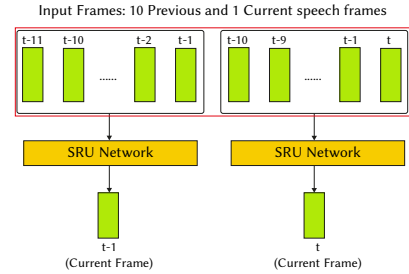 Input Frames: 10 Previous and 1 Current speech frames
t-11 t-10 t-2 t-1 t-10 t-9 t-1 t
...... ......
SRU Network SRU Network
t-1 t
(Current Frame) (Current Frame)